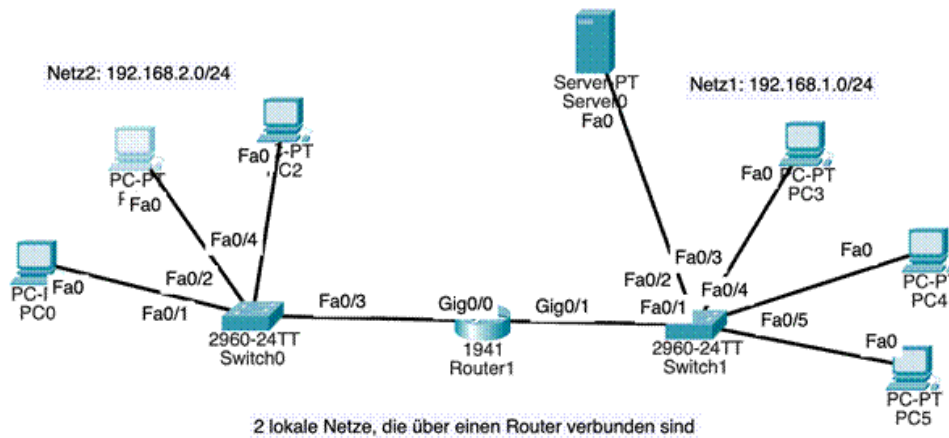 Netz2: 192.168.2.0/24
Netz1: 192.168.1.0/24
Server-PT
Server0
Fa0
Fa0
PC-PT
Fa0
Fa0
PC-PT
PC3
Fa0/4
Fa0/3
Fa0
Fa0
PC0
Fa0/2
Fa0/1
Fa0/3
Gig0/0
Gig0/1
Fa0/2
Fa0/1
Fa0/4
Fa0/5
PC4
2960-24TT
Switch0
1941
Router1
2960-24TT
Switch1
Fa0
PC-PT
PC5
2 lokale Netze, die über einen Router verbunden sind